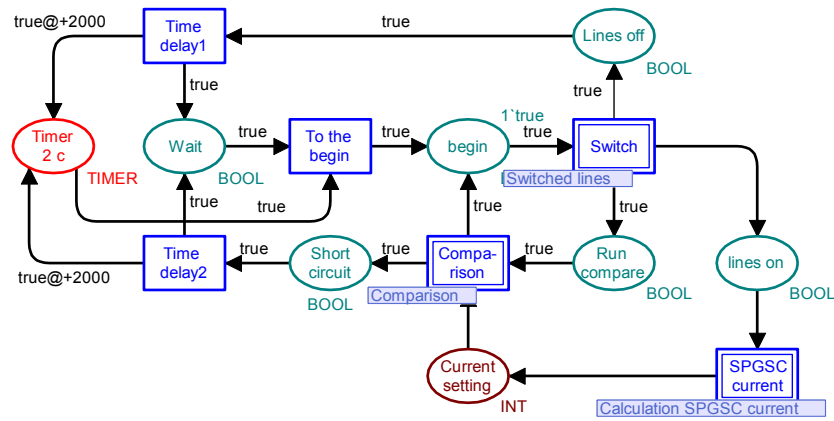 true@+2000
Time
delay1
true
Lines off
BOOL
true
true
1`true
Timer
2 c
TIMER
Wait
BOOL
true
To the
begin
true
begin
true
Switch
Switched lines
true
true
true
true
true@+2000
Time
delay2
true
Short
circuit
BOOL
true
Compa-
rison
Comparison
true
Run
compare
BOOL
lines on
BOOL
Current
setting
INT
SPGSC
current
Calculation SPGSC current